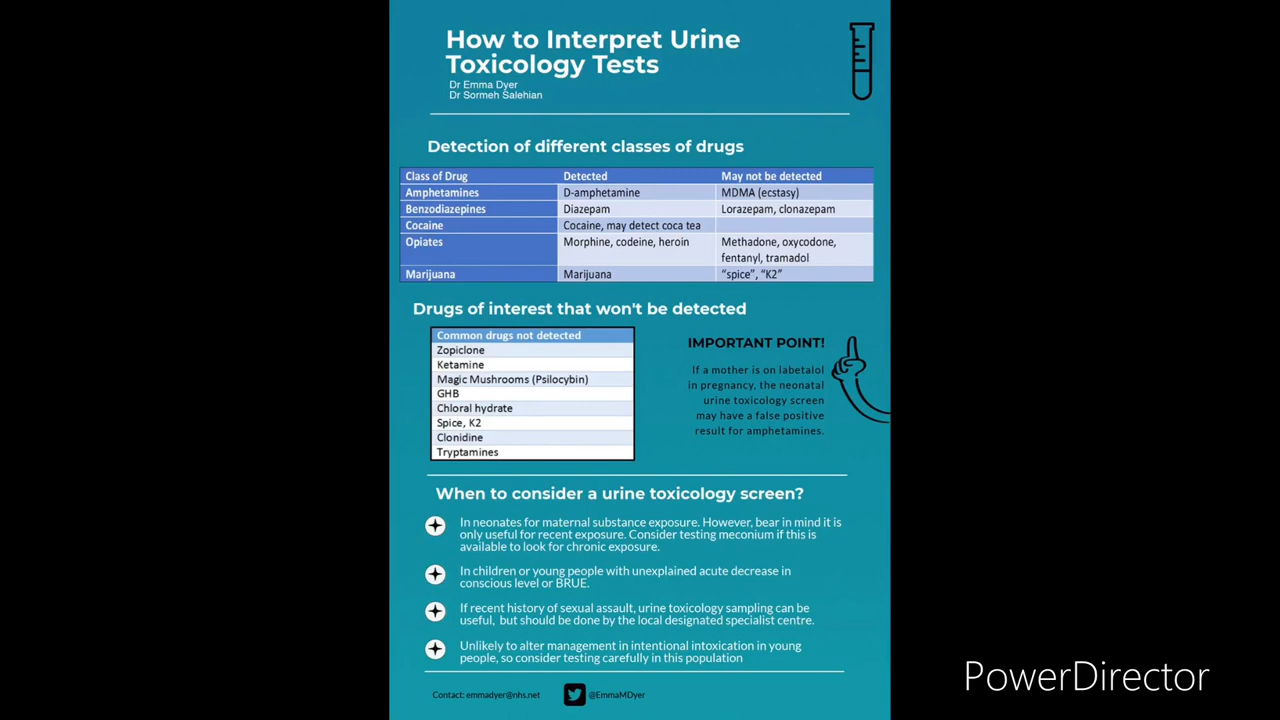 How to Interpret Urine
Toxicology Tests
Dr Emma Dyer
Dr Sormeh Salehian
Detection of different classes of drugs
Class of Drug Detected May not be detected
Amphetamines D-amphetamine MDMA (ecstasy)
Benzodiazepines Diazepam Lorazepam, clonazepam
Cocaine Cocaine, may detect coca tea
Opiates Morphine, codeine, heroin Methadone, oxycodone,
fentanyl, tramadol
Marijuana Marijuana "spice", "K2"
Drugs of interest that won't be detected
Common drugs not detected
Zopiclone
Ketamine
Magic Mushrooms (Psilocybin)
GHB
Chloral hydrate
Spice, K2
Clonidine
Tryptamines
IMPORTANT POINT!
If a mother is on labetalol
in pregnancy, the neonatal
urine toxicology screen
may have a false positive
result for amphetamines.
When to consider a urine toxicology screen?
In neonates for maternal substance exposure. However, bear in mind it is
only useful for recent exposure. Consider testing meconium if this is
available to look for chronic exposure.
In children or young people with unexplained acute decrease in
conscious level or BRUE.
If recent history of sexual assault, urine toxicology sampling can be
useful, but should be done by the local designated specialist centre.
Unlikely to alter management in intentional intoxication in young
people, so consider testing carefully in this population
Contact: emmadyer@nhs.net @EmmaMDyer
PowerDirector